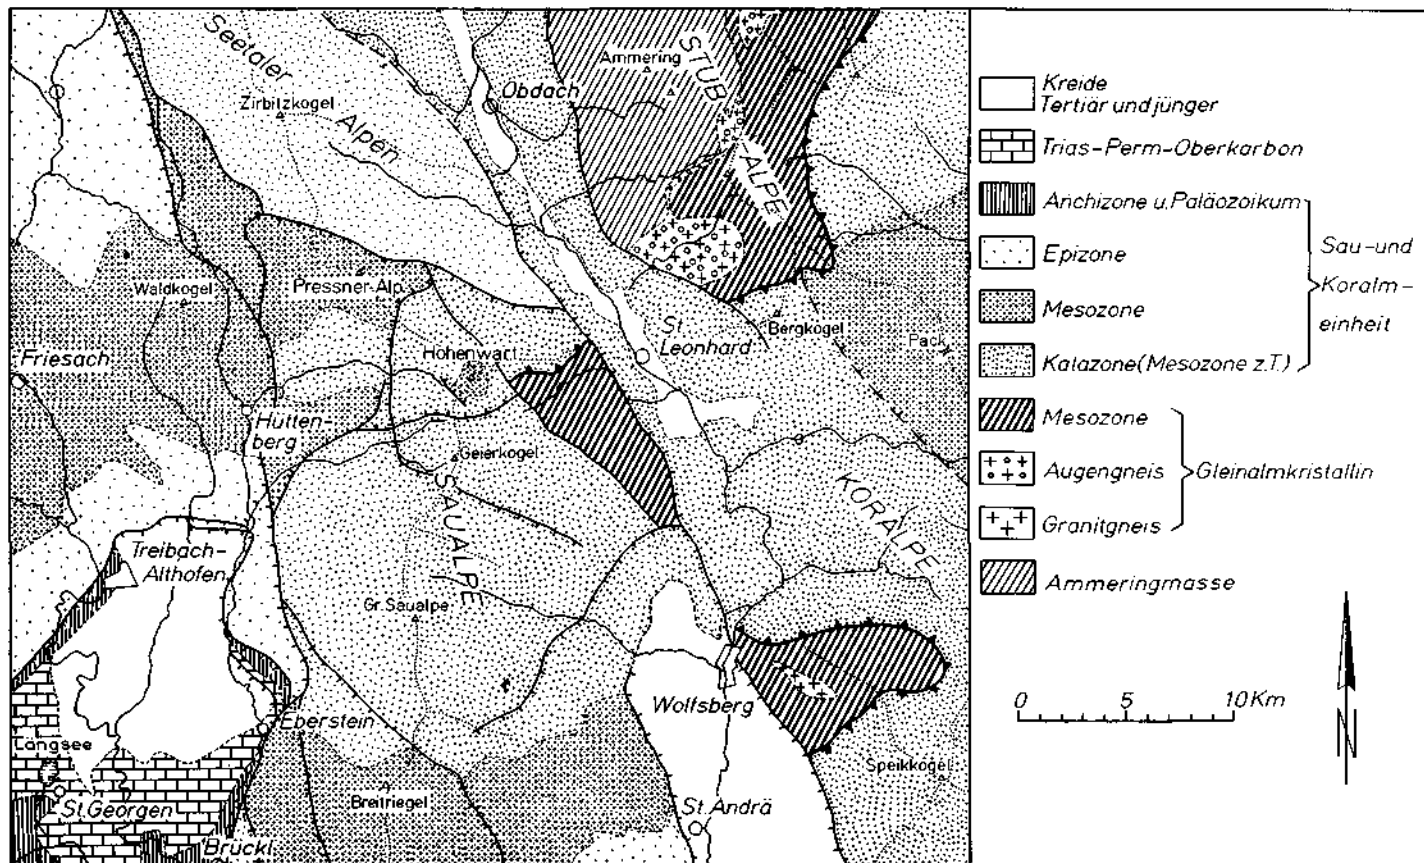 Seetaler
Alpen
Zirbitzkogel
Obdach
Ammering
STUB
-ALPE
Waldkogel
Pressner-Alp
Friesach
Hohenwart
St.
Leonhard
Bergkogel
Pack
Hütten-
berg
Geierkogel
SAUALPE
KORALPE
Treibach-
Althofen
Gr. Saualpe
Wolfsberg
Eberstein
Längsee
St. Georgen
Brückl
Breitriegel
St. Andrä
Speikkogel
Kreide
Tertiär und jünger
Trias-Perm-Oberkarbon
Anchizone u. Paläozoikum
Epizone
Mesozone
Katazone (Mesozone z.T.)
Sau- und
Koralm-
einheit
Mesozone
Augengneis
Granitgneis
Gleinalmkristallin
Ammeringmasse
0 5 10 Km
N